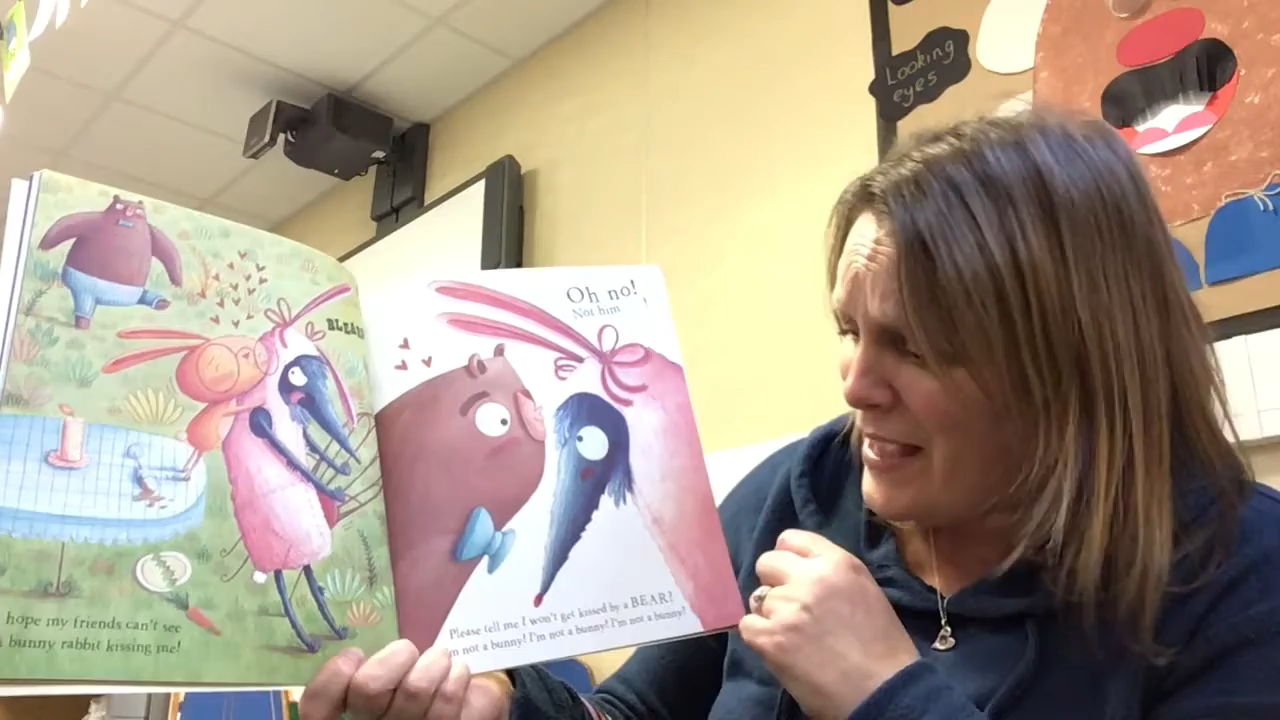 Looking
eyes
BLEAR
Oh no!
Not him
hope my friends can't see
bunny rabbit kissing me!
Please tell me I won't get kissed by a BEAR?
I'm not a bunny! I'm not a bunny! I'm not a bunny!